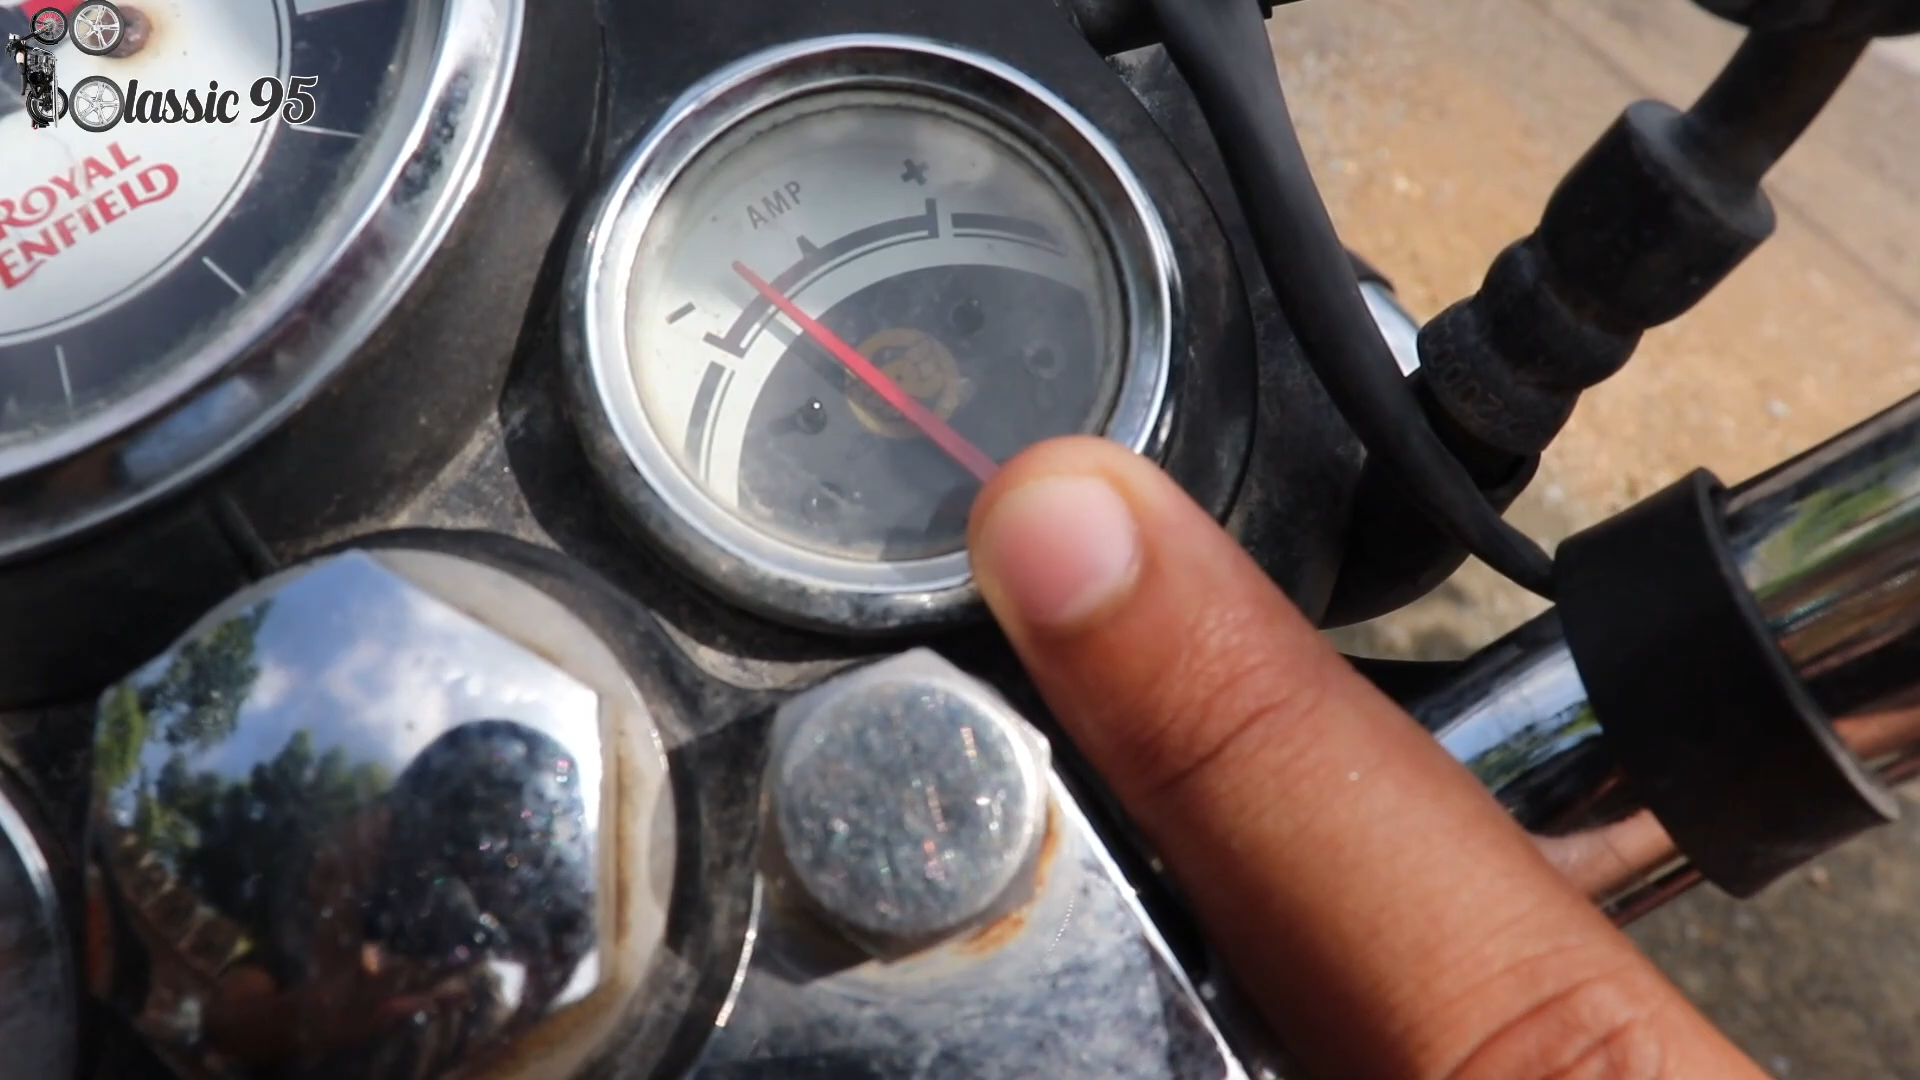 Classic 95
ROYAL
ENFIELD
AMP
+
-